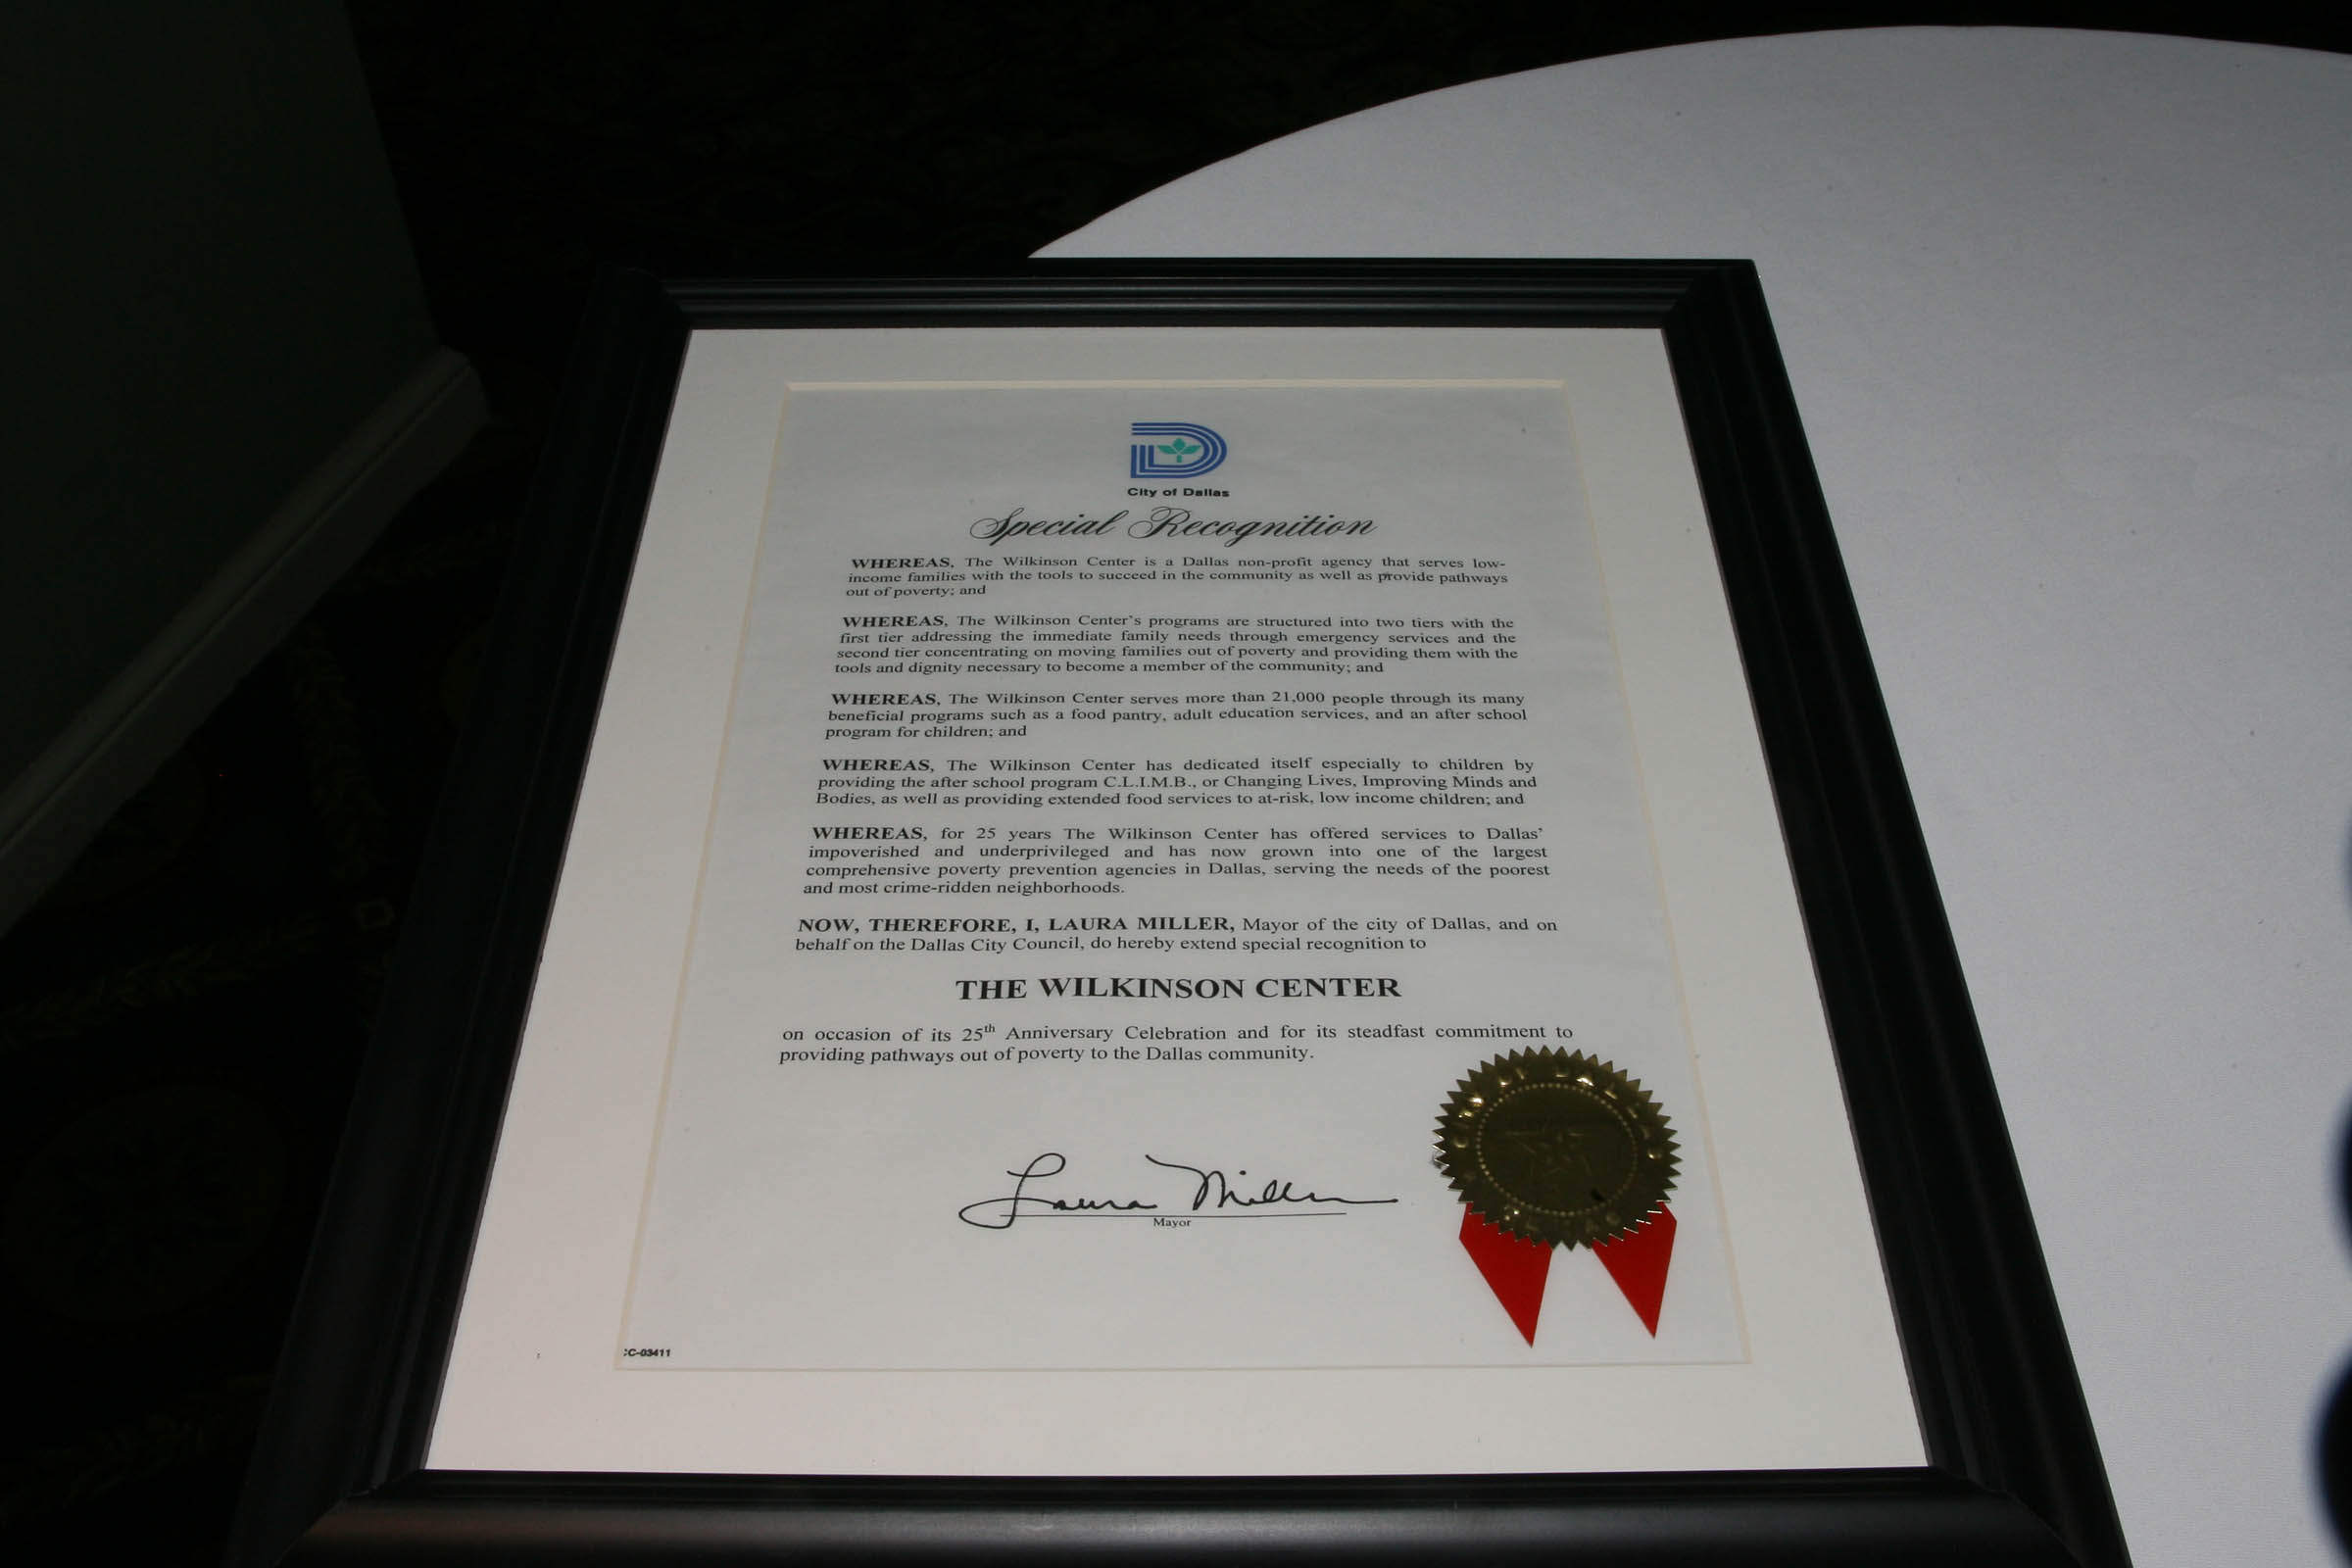 City of Dallas
Special Recognition
WHEREAS, The Wilkinson Center is a Dallas non-profit agency that serves low-
income families with the tools to succeed in the community as well as provide pathways
out of poverty; and
WHEREAS, The Wilkinson Center's programs are structured into two tiers with the
first tier addressing the immediate family needs through emergency services and the
second tier concentrating on moving families out of poverty and providing them with the
tools and dignity necessary to become a member of the community; and
WHEREAS, The Wilkinson Center serves more than 21,000 people through its many
beneficial programs such as a food pantry, adult education services, and an after school
program for children; and
WHEREAS, The Wilkinson Center has dedicated itself especially to children by
providing the after school program C.L.I.M.B., or Changing Lives, Improving Minds and
Bodies, as well as providing extended food services to at-risk, low income children; and
WHEREAS, for 25 years The Wilkinson Center has offered services to Dallas'
impoverished and underprivileged and has now grown into one of the largest
comprehensive poverty prevention agencies in Dallas, serving the needs of the poorest
and most crime-ridden neighborhoods.
NOW, THEREFORE, I, LAURA MILLER, Mayor of the city of Dallas, and on
behalf on the Dallas City Council, do hereby extend special recognition to
THE WILKINSON CENTER
on occasion of its 25th Anniversary Celebration and for its steadfast commitment to
providing pathways out of poverty to the Dallas community.
Laura Miller
Mayor
C-03411